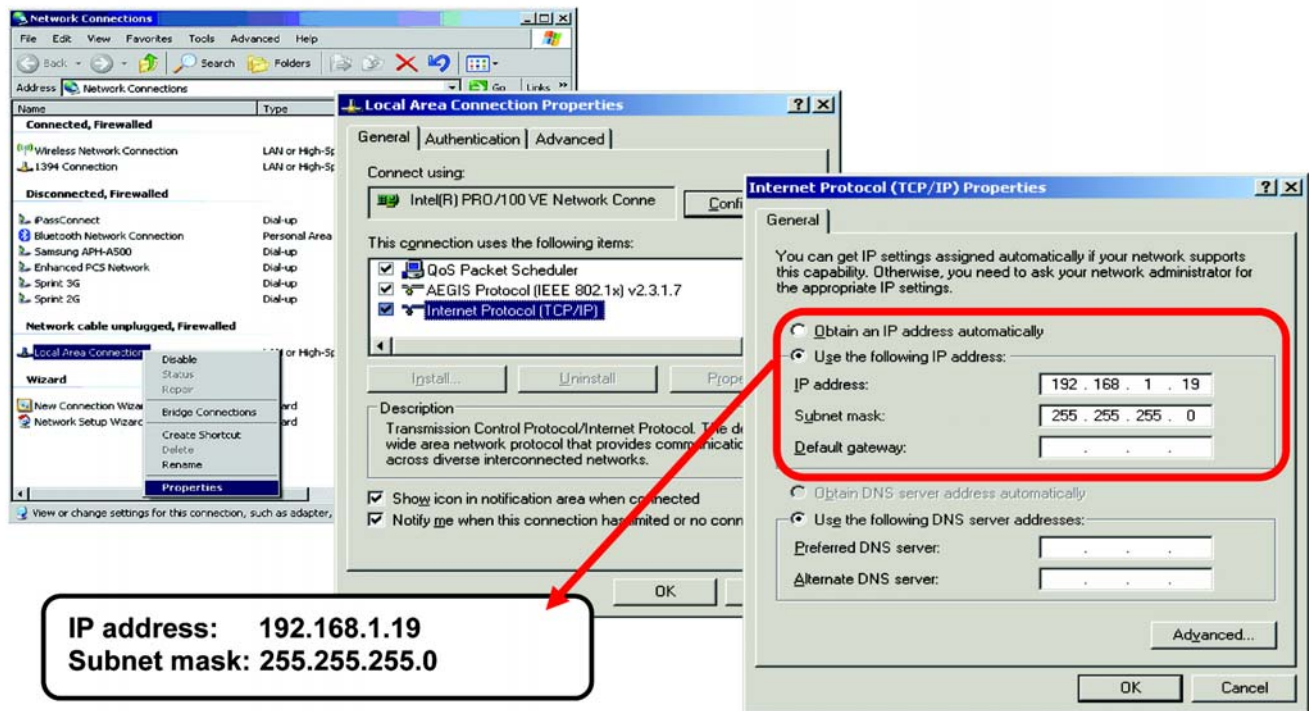 Network Connections
File Edit View Favorites Tools Advanced Help
Back Search Folders
Address Network Connections Go Links »
Name Type
Connected, Firewalled
Wireless Network Connection LAN or High-Sp
1394 Connection LAN or High-Sp
Disconnected, Firewalled
iPassConnect Dial-up
Bluetooth Network Connection Personal Area
Samsung APH-A500 Dial-up
Enhanced PCS Network Dial-up
Sprint 3G Dial-up
Sprint 2G Dial-up
Network cable unplugged, Firewalled
Local Area Connection or High-Sp
Wizard
New Connection Wizar ard
Network Setup Wizard ard
Disable
Status
Repair
Bridge Connections
Create Shortcut
Delete
Rename
Properties
View or change settings for this connection, such as adapter,
Local Area Connection Properties
General Authentication Advanced
Connect using:
Intel(R) PRO/100 VE Network Conne Confi
This connection uses the following items:
QoS Packet Scheduler
AEGIS Protocol (IEEE 802.1x) v2.3.1.7
Internet Protocol (TCP/IP)
Install... Uninstall Prope
Description
Transmission Control Protocol/Internet Protocol. The de
wide area network protocol that provides communicatio
across diverse interconnected networks.
Show icon in notification area when connected
Notify me when this connection has limited or no conn
OK
Internet Protocol (TCP/IP) Properties
General
You can get IP settings assigned automatically if your network supports
this capability. Otherwise, you need to ask your network administrator for
the appropriate IP settings.
Obtain an IP address automatically
Use the following IP address:
IP address: 192 . 168 . 1 . 19
Subnet mask: 255 . 255 . 255 . 0
Default gateway: . . .
Obtain DNS server address automatically
Use the following DNS server addresses:
Preferred DNS server: . . .
Alternate DNS server: . . .
Advanced...
OK Cancel
IP address: 192.168.1.19
Subnet mask: 255.255.255.0